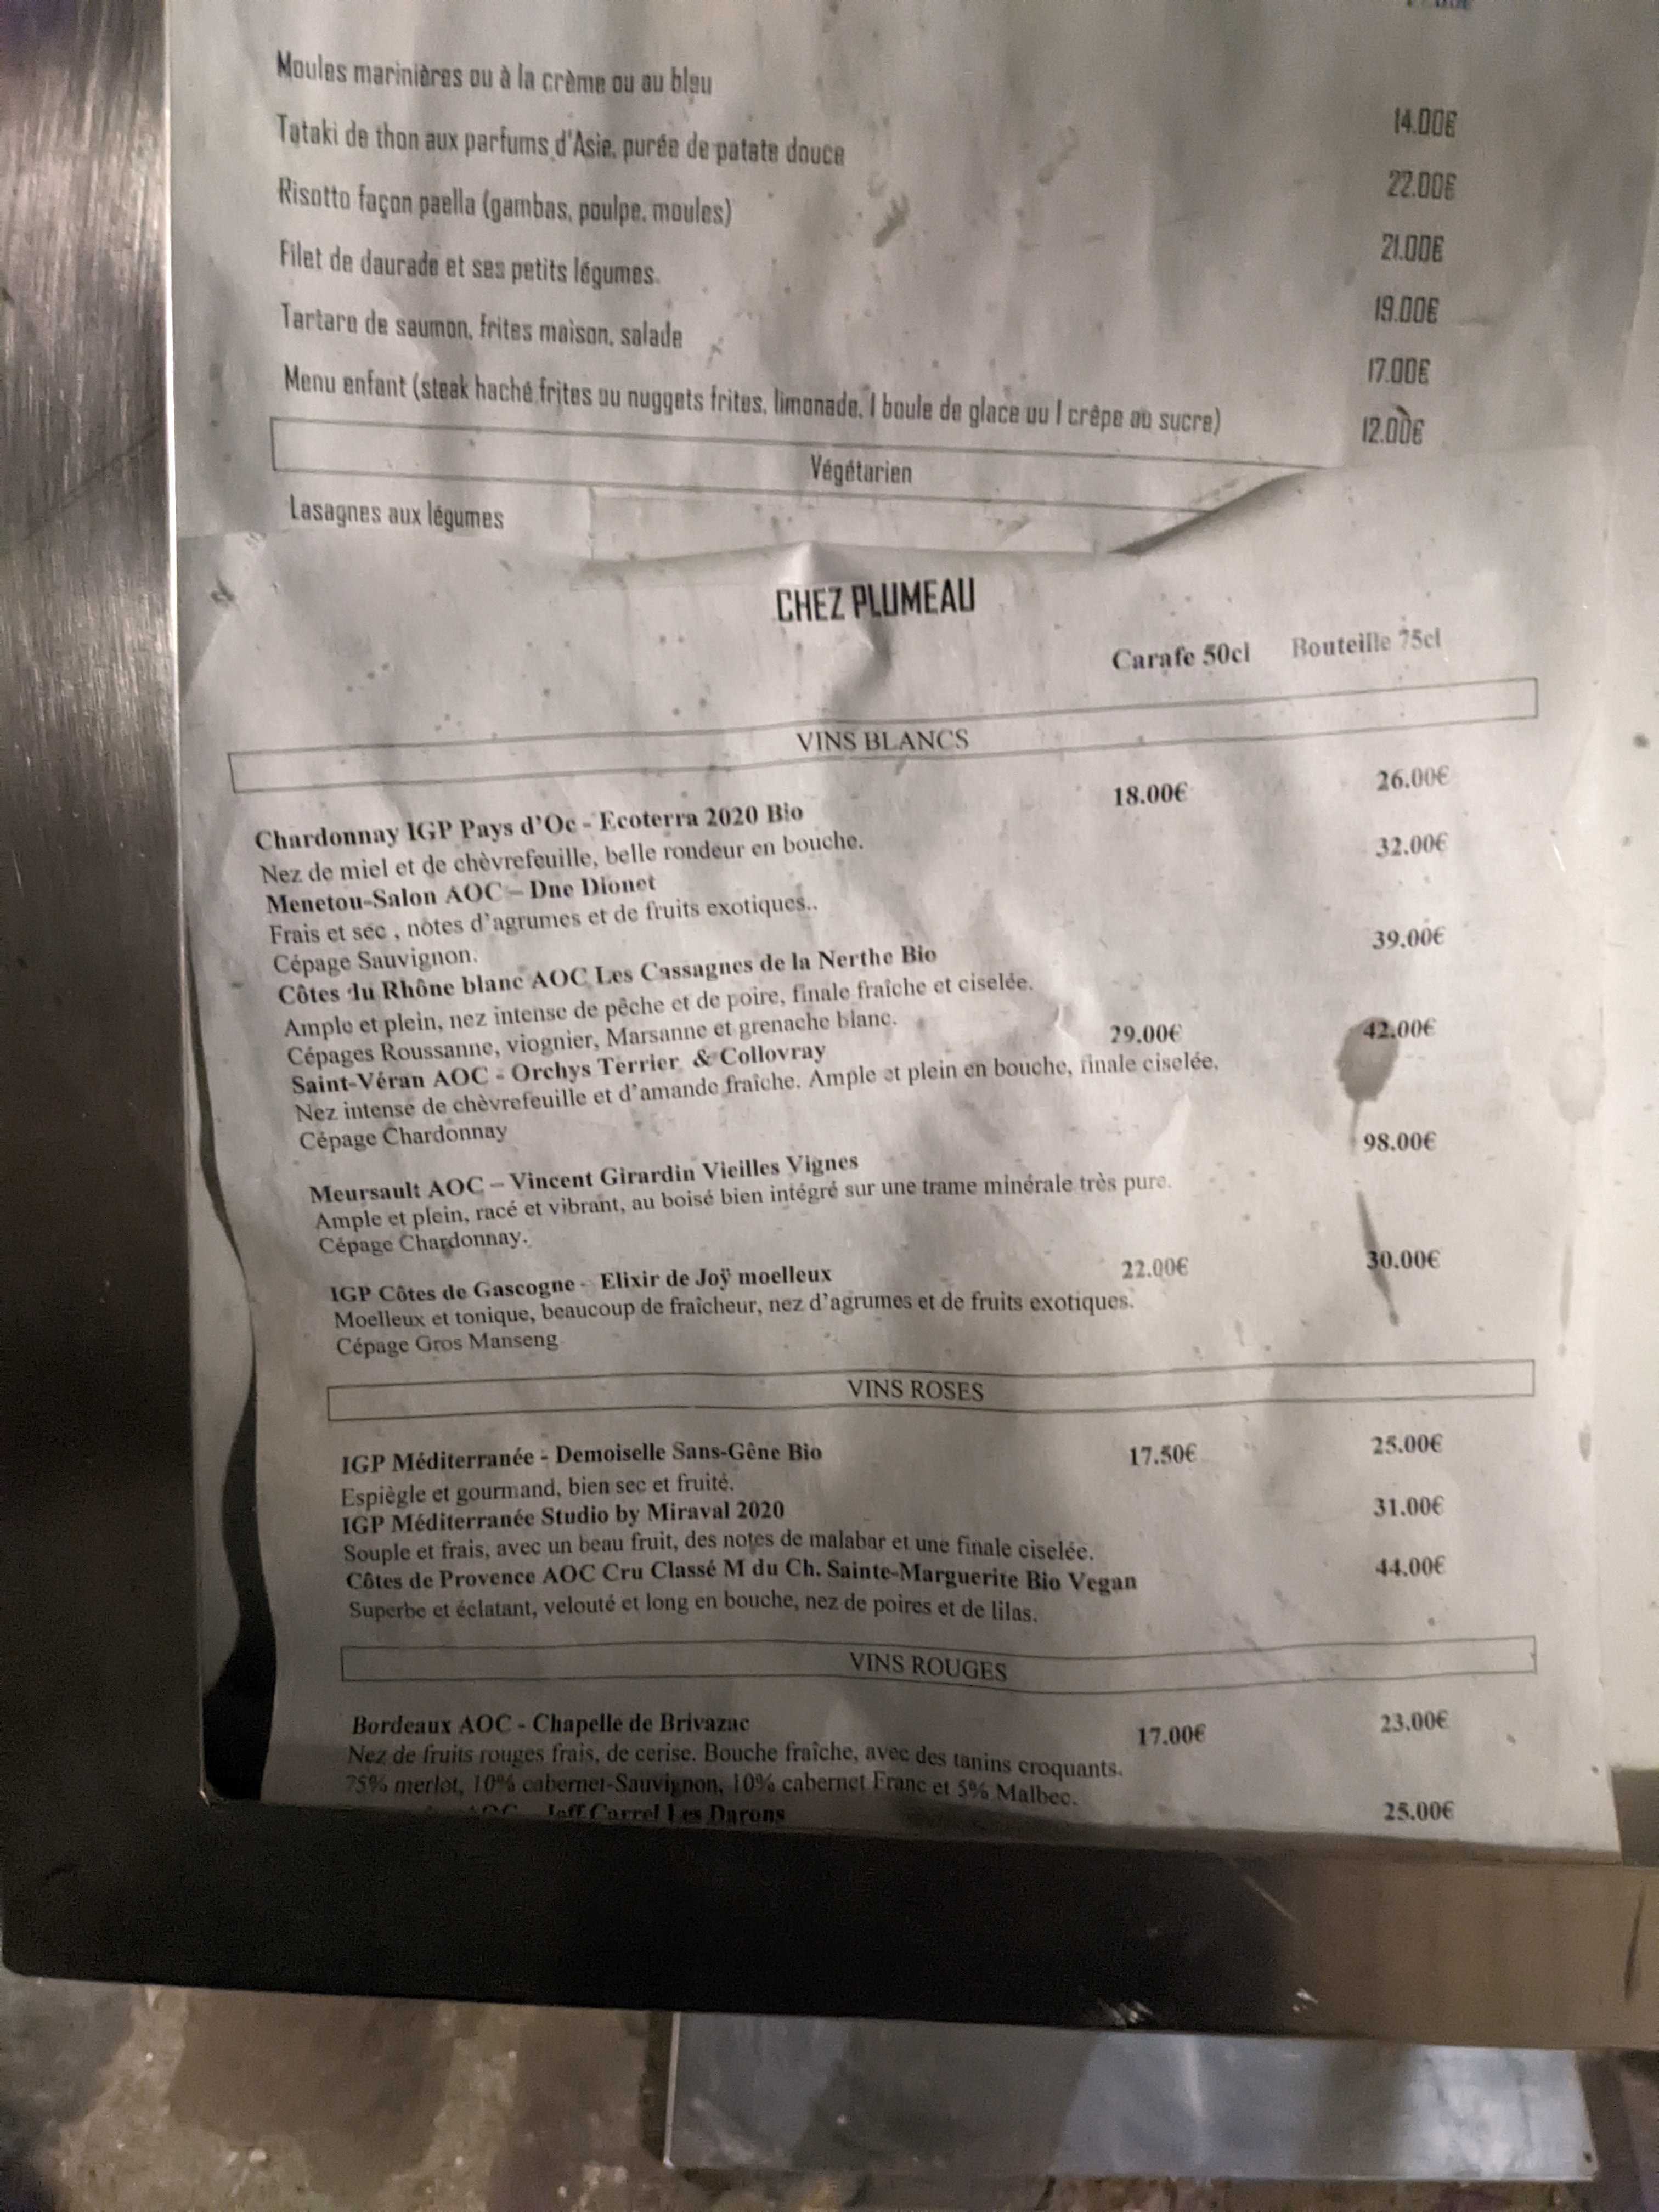 Moules marinières ou à la crème ou au bleu 14.00€
Tataki de thon aux parfums d'Asie, purée de patate douce 22.00€
Risotto façon paella (gambas, poulpe, moules) 21.00€
Filet de daurade et ses petits légumes 19.00€
Tartare de saumon, frites maison, salade 17.00€
Menu enfant (steak haché frites ou nuggets frites, limonade, 1 boule de glace ou 1 crêpe au sucre) 12.00€
Végétarien
Lasagnes aux légumes
CHEZ PLUMEAU
Carafe 50cl Bouteille 75cl
VINS BLANCS
Chardonnay IGP Pays d'Oc - Ecoterra 2020 Bio 18.00€ 26.00€
Nez de miel et de chèvrefeuille, belle rondeur en bouche.
Menetou-Salon AOC – Dne Dionet 32.00€
Frais et sec , notes d'agrumes et de fruits exotiques..
Cépage Sauvignon.
Côtes du Rhône blanc AOC Les Cassagnes de la Nerthe Bio 39.00€
Ample et plein, nez intense de pêche et de poire, finale fraîche et ciselée.
Cépages Roussanne, viognier, Marsanne et grenache blanc.
Saint-Véran AOC - Orchys Terrier & Collovray 29.00€ 42.00€
Nez intense de chèvrefeuille et d'amande fraîche. Ample et plein en bouche, finale ciselée.
Cépage Chardonnay
Meursault AOC – Vincent Girardin Vieilles Vignes 98.00€
Ample et plein, racé et vibrant, au boisé bien intégré sur une trame minérale très pure.
Cépage Chardonnay.
IGP Côtes de Gascogne - Elixir de Joÿ moelleux 22.00€ 30.00€
Moelleux et tonique, beaucoup de fraîcheur, nez d'agrumes et de fruits exotiques.
Cépage Gros Manseng
VINS ROSES
IGP Méditerranée - Demoiselle Sans-Gêne Bio 17.50€ 25.00€
Espiègle et gourmand, bien sec et fruité.
IGP Méditerranée Studio by Miraval 2020 31.00€
Souple et frais, avec un beau fruit, des notes de malabar et une finale ciselée.
Côtes de Provence AOC Cru Classé M du Ch. Sainte-Marguerite Bio Vegan 44.00€
Superbe et éclatant, velouté et long en bouche, nez de poires et de lilas.
VINS ROUGES
Bordeaux AOC - Chapelle de Brivazac 17.00€ 23.00€
Nez de fruits rouges frais, de cerise. Bouche fraîche, avec des tanins croquants.
75% merlot, 10% cabernet-Sauvignon, 10% cabernet Franc et 5% Malbec.
AOC Jeff Carrel Les Darons 25.00€